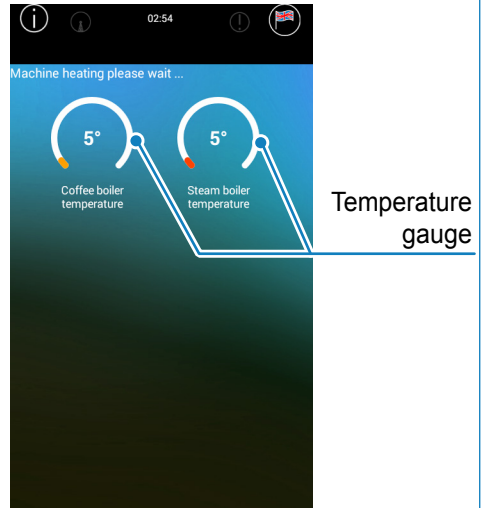 02:54
Machine heating please wait ...
5°
5°
Coffee boiler
temperature
Steam boiler
temperature
Temperature
gauge